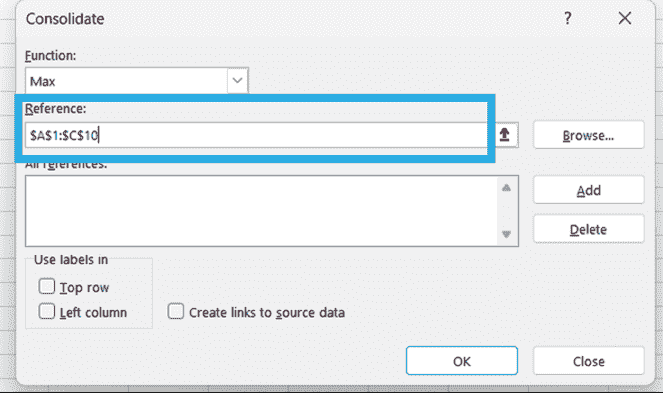 Consolidate ?
Function:
Max
Reference:
$A$1:$C$10
Browse...
All references:
Add
Delete
Use labels in
Top row
Left column
Create links to source data
OK
Close